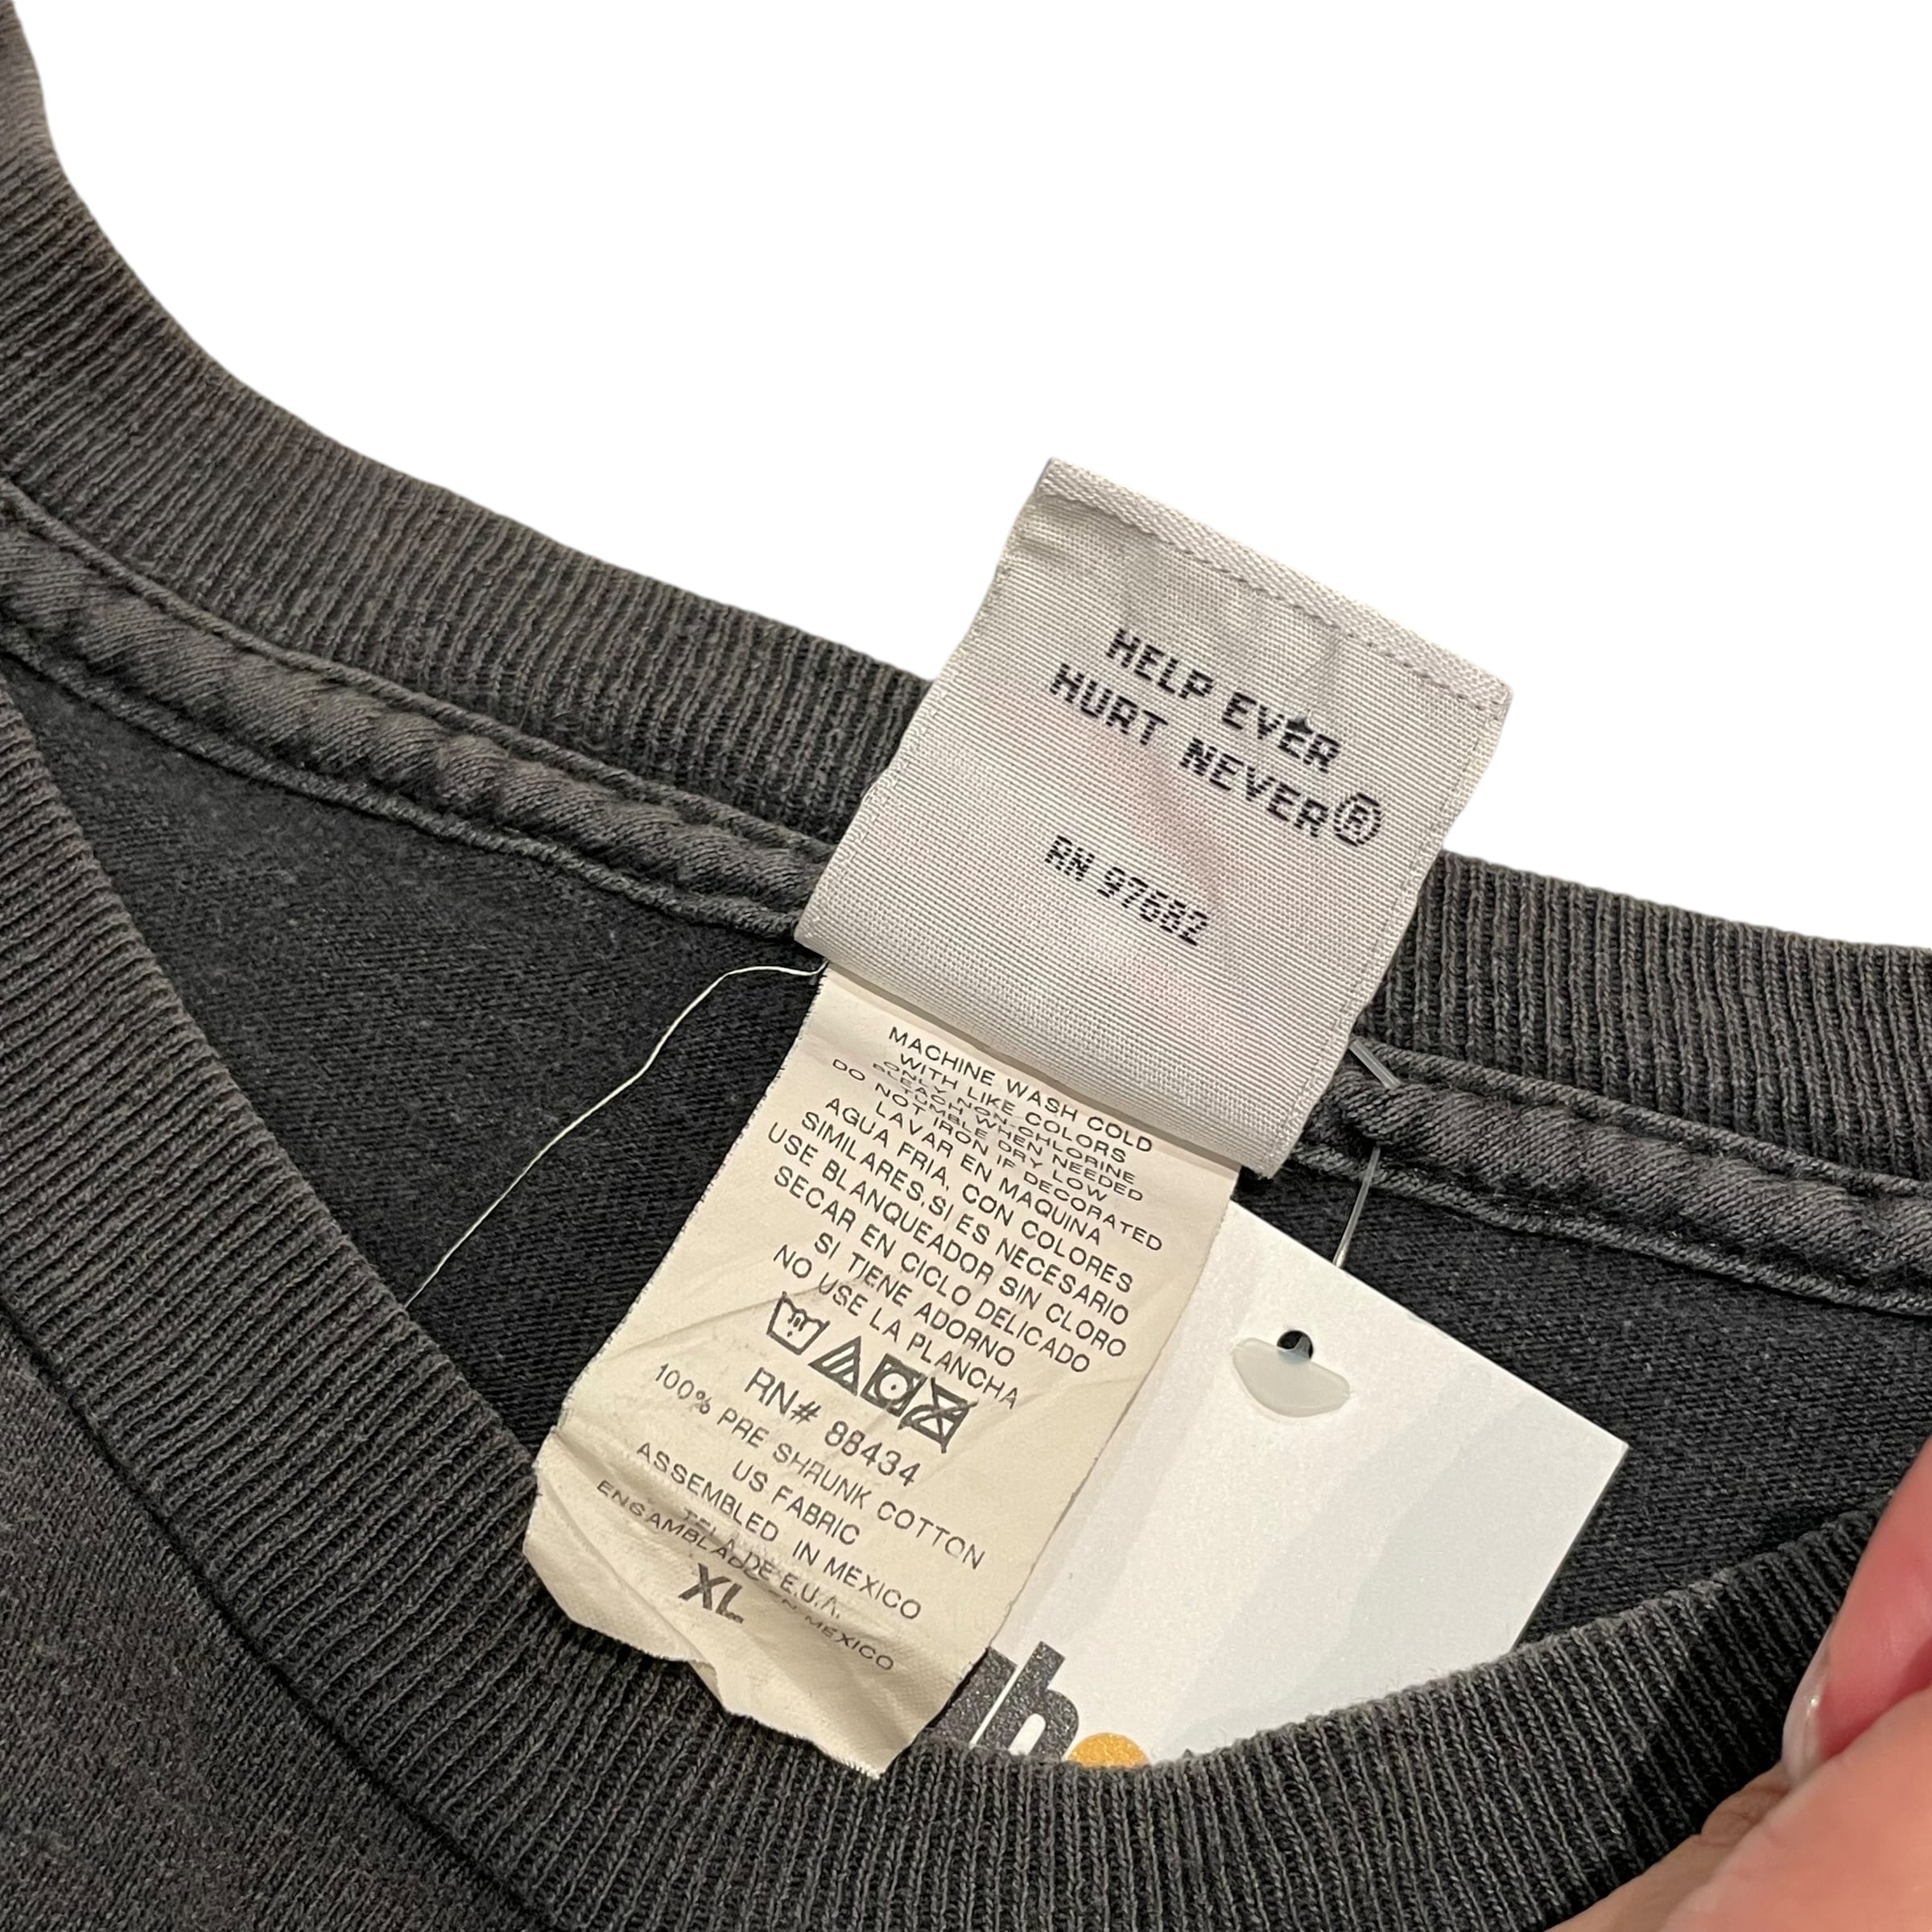 HELP EVER
HURT NEVER®
RN 97682
MACHINE WASH COLD
WITH LIKE COLORS
ONLY NON-CHLORINE
BLEACH WHEN NEEDED
TUMBLE DRY LOW
DO NOT IRON IF DECORATED
LAVAR EN MAQUINA
AGUA FRIA, CON COLORES
SIMILARES,SI ES NECESARIO
USE BLANQUEADOR SIN CLORO
SECAR EN CICLO DELICADO
SI TIENE ADORNO
NO USE LA PLANCHA
RN# 88434
100% PRE SHRUNK COTTON
US FABRIC
ASSEMBLED IN MEXICO
TELA DE E.U.A.
ENSAMBLADO EN MEXICO
XL